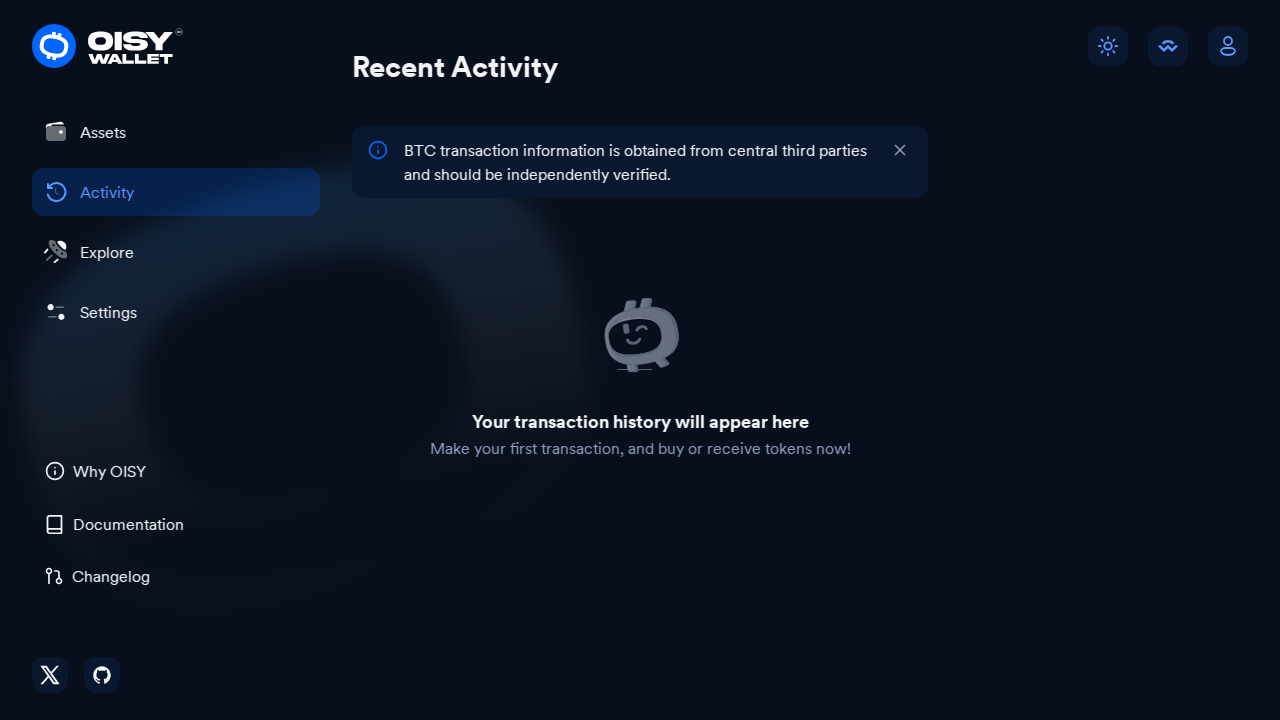 OISY
WALLET
Recent Activity
Assets
BTC transaction information is obtained from central third parties
and should be independently verified.
Activity
Explore
Settings
Your transaction history will appear here
Make your first transaction, and buy or receive tokens now!
Why OISY
Documentation
Changelog